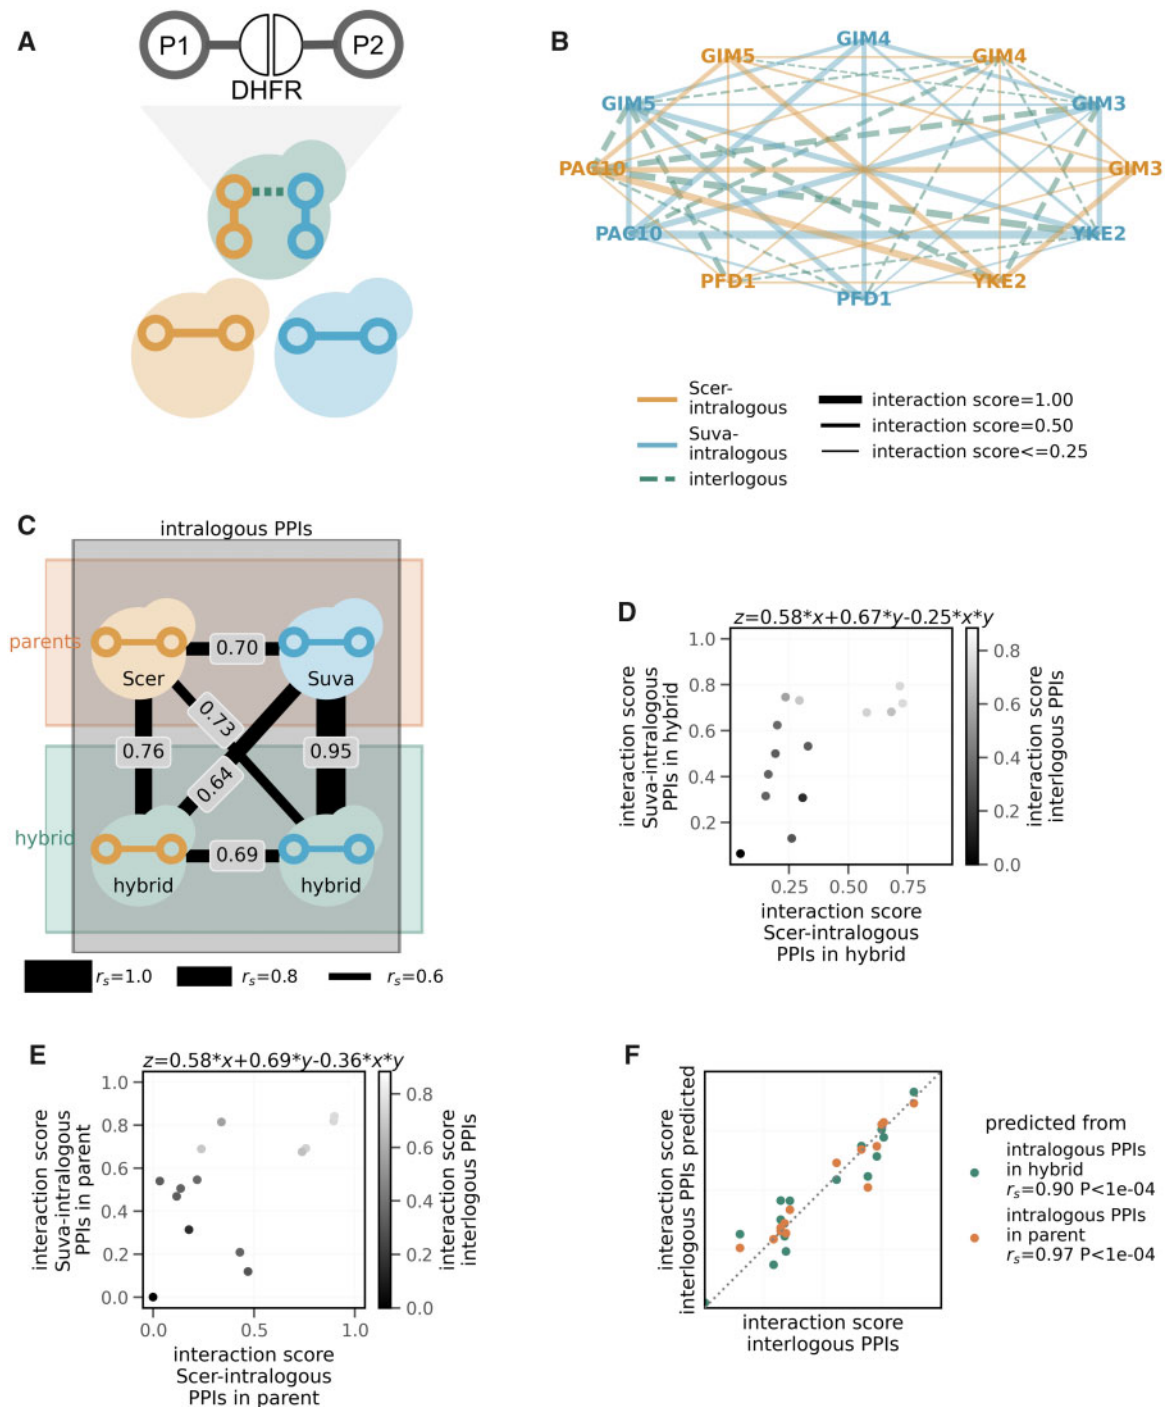 A
P1
P2
DHFR
B
GIM4
GIM5
GIM4
GIM5
GIM3
PAC10
GIM3
PAC10
YKE2
PFD1
YKE2
PFD1
Scer-
intralogous
Suva-
intralogous
interlogous
interaction score=1.00
interaction score=0.50
interaction score<=0.25
C
intralogous PPIs
parents
Scer
0.70
Suva
0.73
0.76
0.95
0.64
hybrid
0.69
hybrid
hybrid
rs=1.0
rs=0.8
rs=0.6
D
z=0.58*x+0.67*y-0.25*x*y
interaction score
Suva-intralogous
PPIs in hybrid
1.0
0.8
0.6
0.4
0.2
0.25
0.50
0.75
interaction score
Scer-intralogous
PPIs in hybrid
0.8
0.6
0.4
0.2
0.0
interaction score
interlogous PPIs
E
z=0.58*x+0.69*y-0.36*x*y
interaction score
Suva-intralogous
PPIs in parent
1.0
0.8
0.6
0.4
0.2
0.0
0.0
0.5
1.0
interaction score
Scer-intralogous
PPIs in parent
0.8
0.6
0.4
0.2
0.0
interaction score
interlogous PPIs
F
interaction score
interlogous PPIs predicted
interaction score
interlogous PPIs
predicted from
intralogous PPIs
in hybrid
rs=0.90 P<1e-04
intralogous PPIs
in parent
rs=0.97 P<1e-04